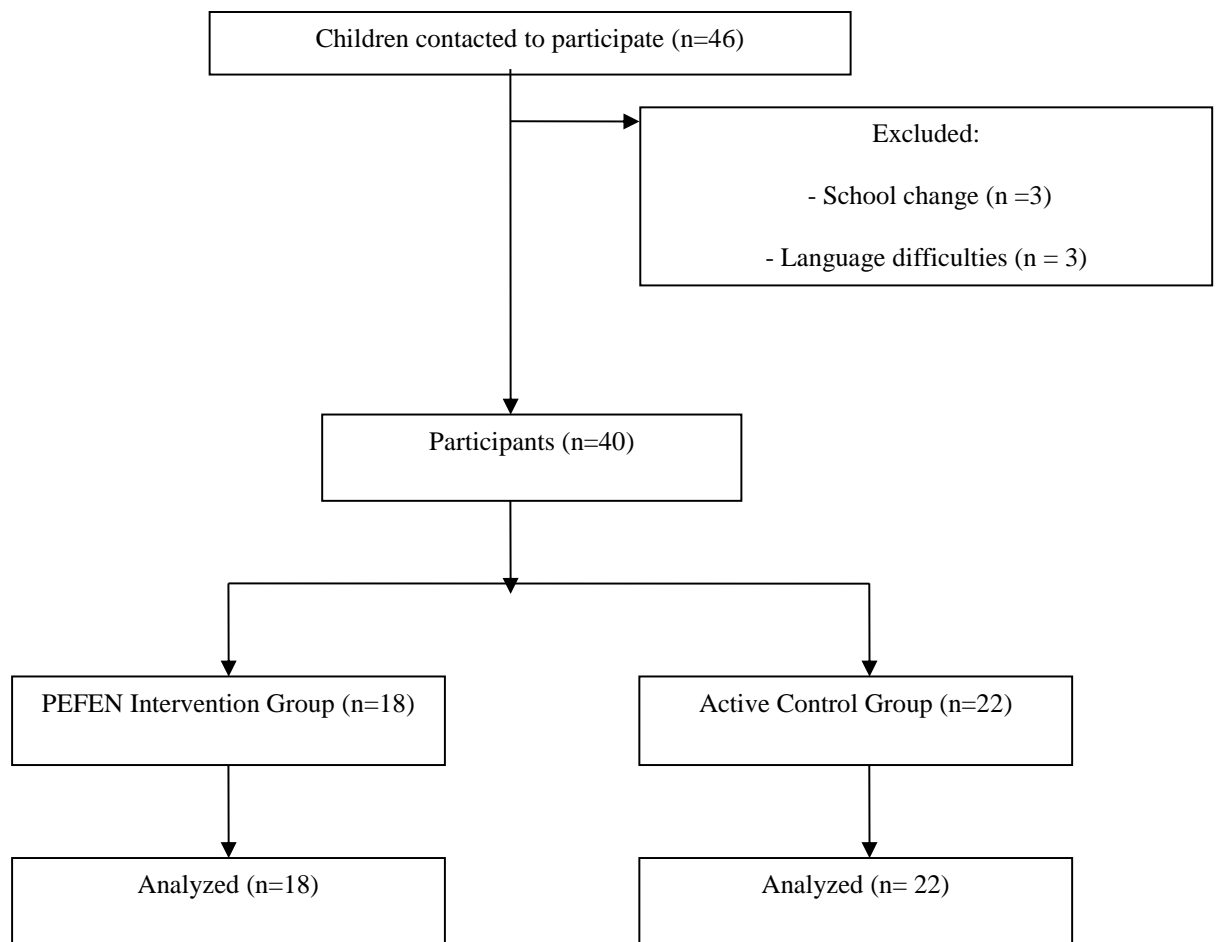 Children contacted to participate (n=46)
Excluded:
- School change (n =3)
- Language difficulties (n = 3)
Participants (n=40)
PEFEN Intervention Group (n=18)
Active Control Group (n=22)
Analyzed (n=18)
Analyzed (n= 22)